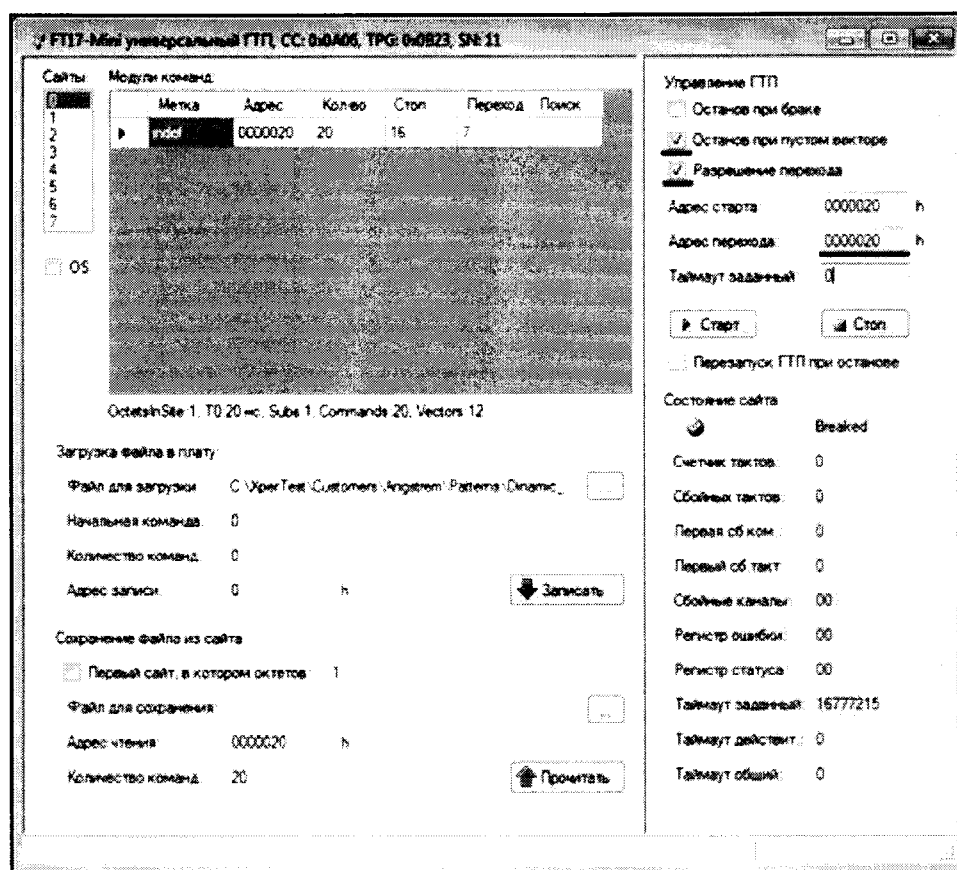 FT17-Mini универсальный ГТП, CC: 0x0A06, TPG: 0x0B23, SN: 11
Сайты:
0
1
2
3
4
5
6
7
OS
Модули команд:
Метка Адрес Кол-во Стоп Переход Поиск
0000020 20 16 7
OctetsInSite 1, T0 20 нс, Subs 1, Commands 20, Vectors 12
Загрузка файла в плату:
Файл для загрузки: C:\XperTest\Customers\Angstrem\Patterns\Dinamic_ ...
Начальная команда: 0
Количество команд: 0
Адрес записи: 0 h
Записать
Сохранение файла из сайта
Первый сайт, в котором октетов: 1
Файл для сохранения: ...
Адрес чтения: 0000020 h
Количество команд: 20
Прочитать
Управление ГТП
Останов при браке
Останов при пустом векторе
Разрешение перехода
Адрес старта: 0000020 h
Адрес перехода: 0000020 h
Таймаут заданный: 0
Старт
Стоп
Перезапуск ГТП при останове
Состояние сайта
Breaked
Счетчик тактов: 0
Сбойных тактов: 0
Первая сб ком.: 0
Первый сб такт: 0
Сбойные каналы: 00
Регистр ошибки: 00
Регистр статуса: 00
Таймаут заданный: 16777215
Таймаут действит.: 0
Таймаут общий: 0